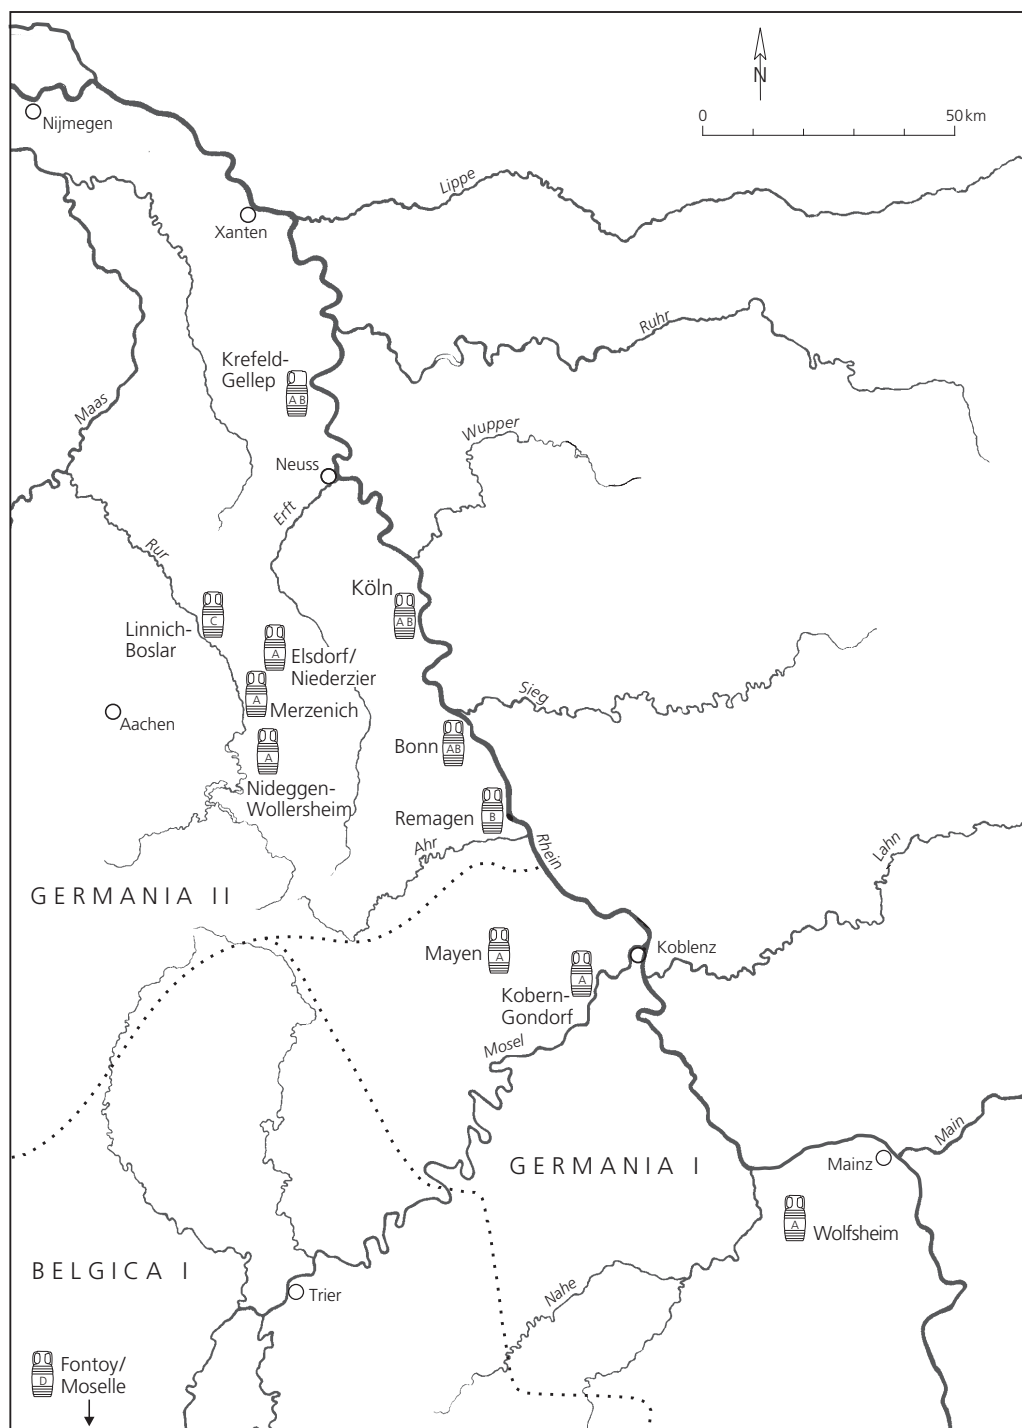 N
0 50 km
Nijmegen
Lippe
Xanten
Ruhr
Krefeld-
Gellep
A B
Maas
Wupper
Neuss
Erft
Rur
Köln
A B
C
Linnich-
Boslar
A
Elsdorf/
Niederzier
A
Merzenich
Sieg
Aachen
Bonn
AB
A
Nideggen-
Wollersheim
Remagen
B
Ahr
Rhein
Lahn
GERMANIA II
Mayen
A
Koblenz
A
Kobern-
Gondorf
Mosel
Main
GERMANIA I
Mainz
A
Wolfsheim
BELGICA I
Trier
Nahe
D
Fontoy/
Moselle